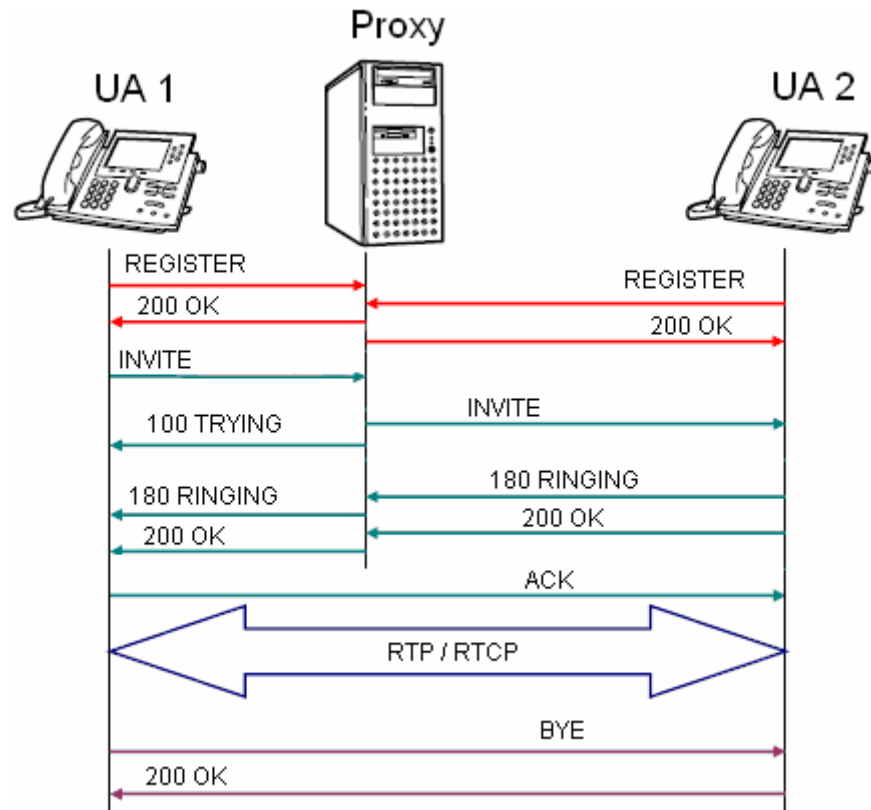 Proxy
UA 1
UA 2
REGISTER
REGISTER
200 OK
200 OK
INVITE
INVITE
100 TRYING
180 RINGING
180 RINGING
200 OK
200 OK
ACK
RTP / RTCP
BYE
200 OK